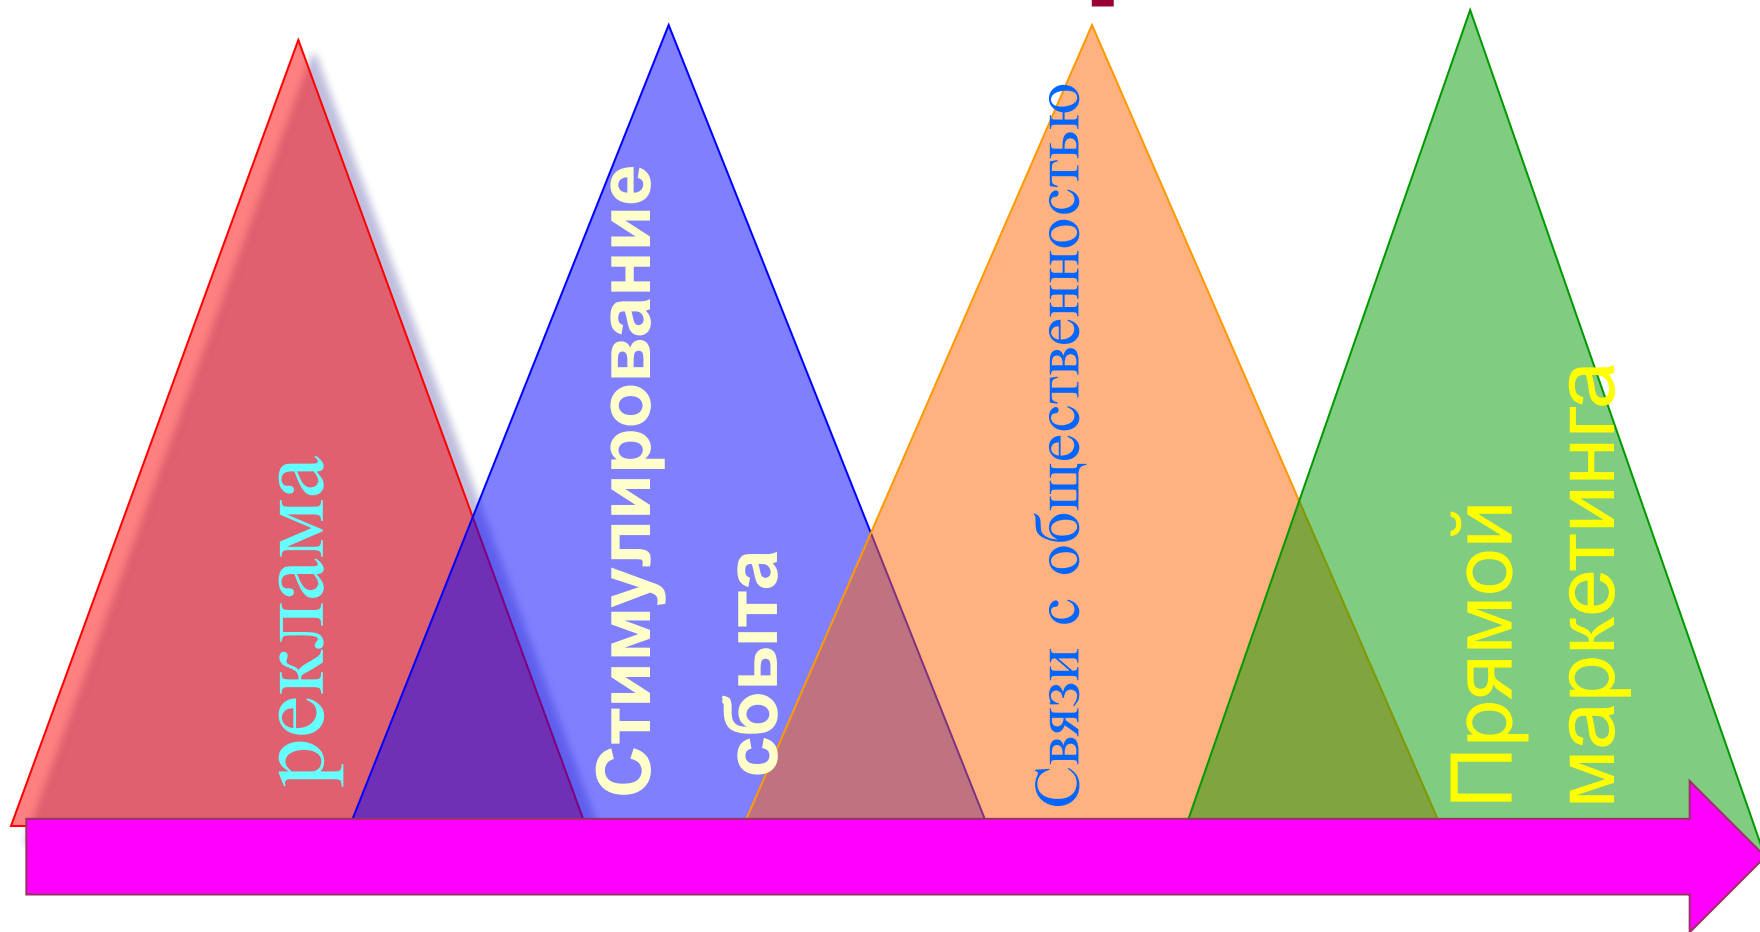 реклама
Стимулирование
сбыта
Связи с общественностью
Прямой
маркетинга